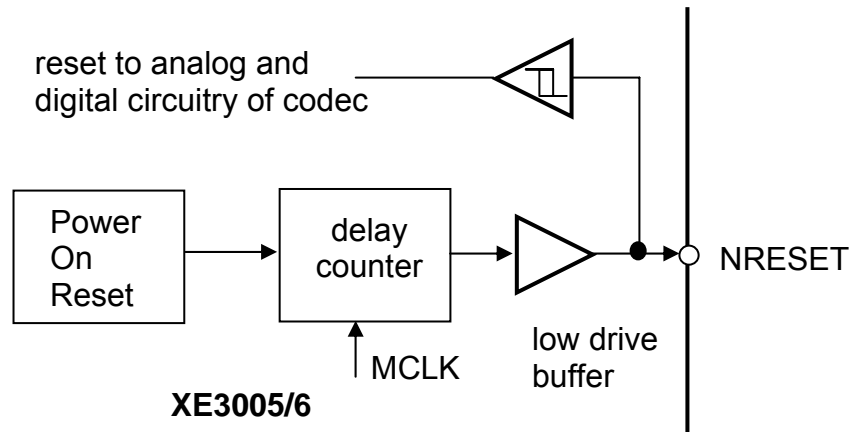 reset to analog and
digital circuitry of codec
Power
On
Reset
delay
counter
NRESET
low drive
buffer
MCLK
XE3005/6